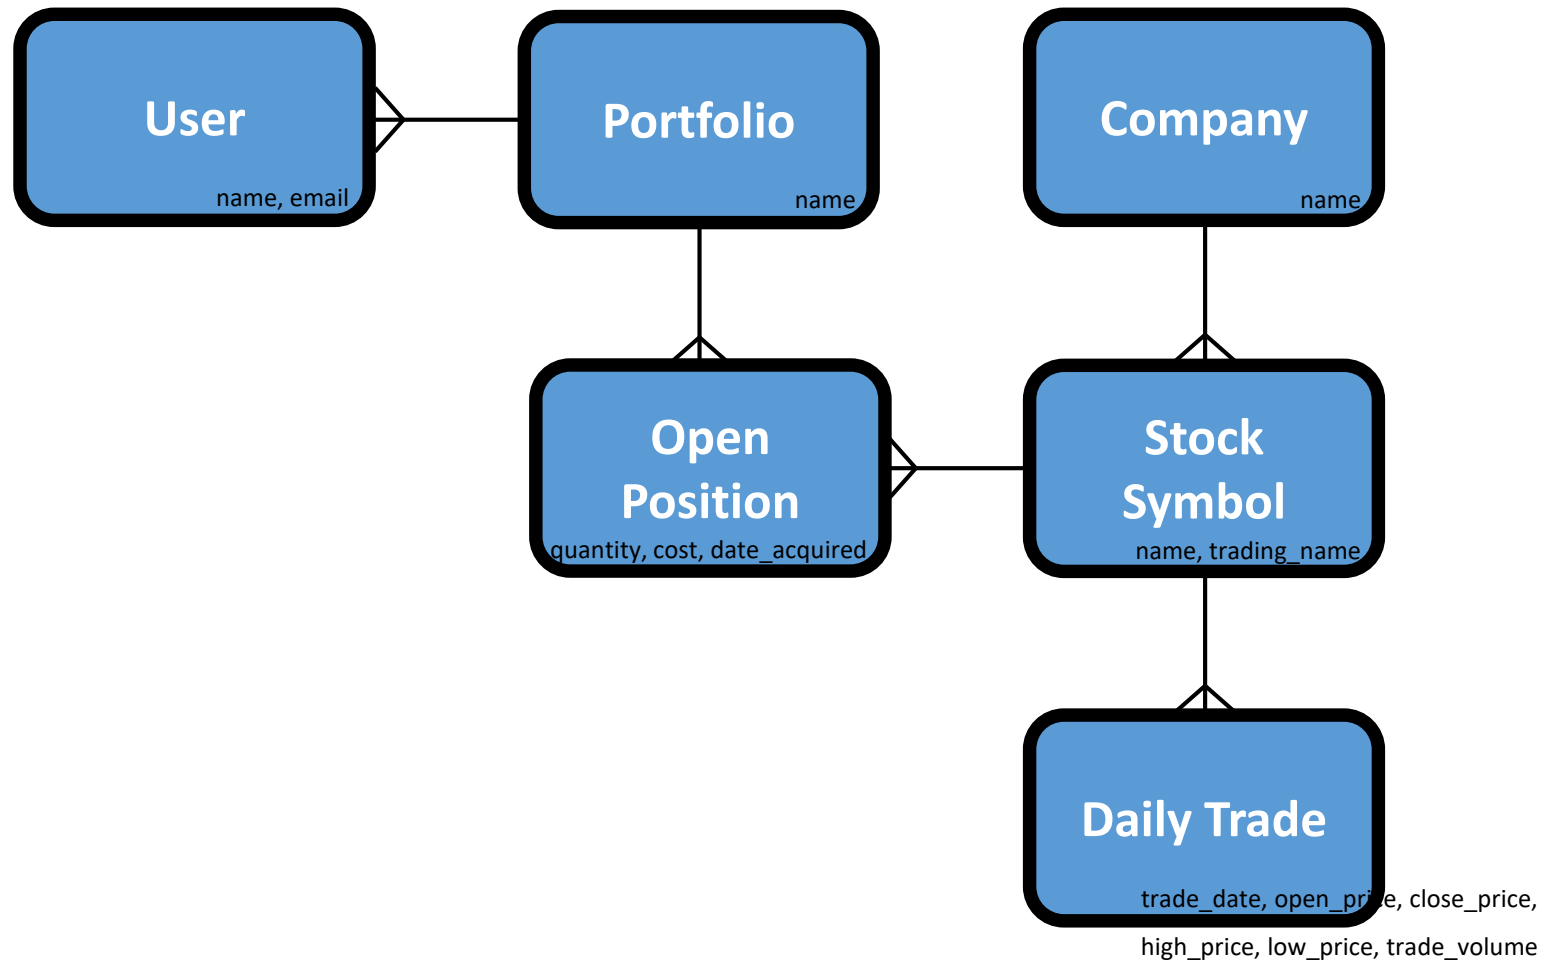 User
name, email
Portfolio
name
Company
name
Open
Position
quantity, cost, date_acquired
Stock
Symbol
name, trading_name
Daily Trade
trade_date, open_price, close_price,
high_price, low_price, trade_volume